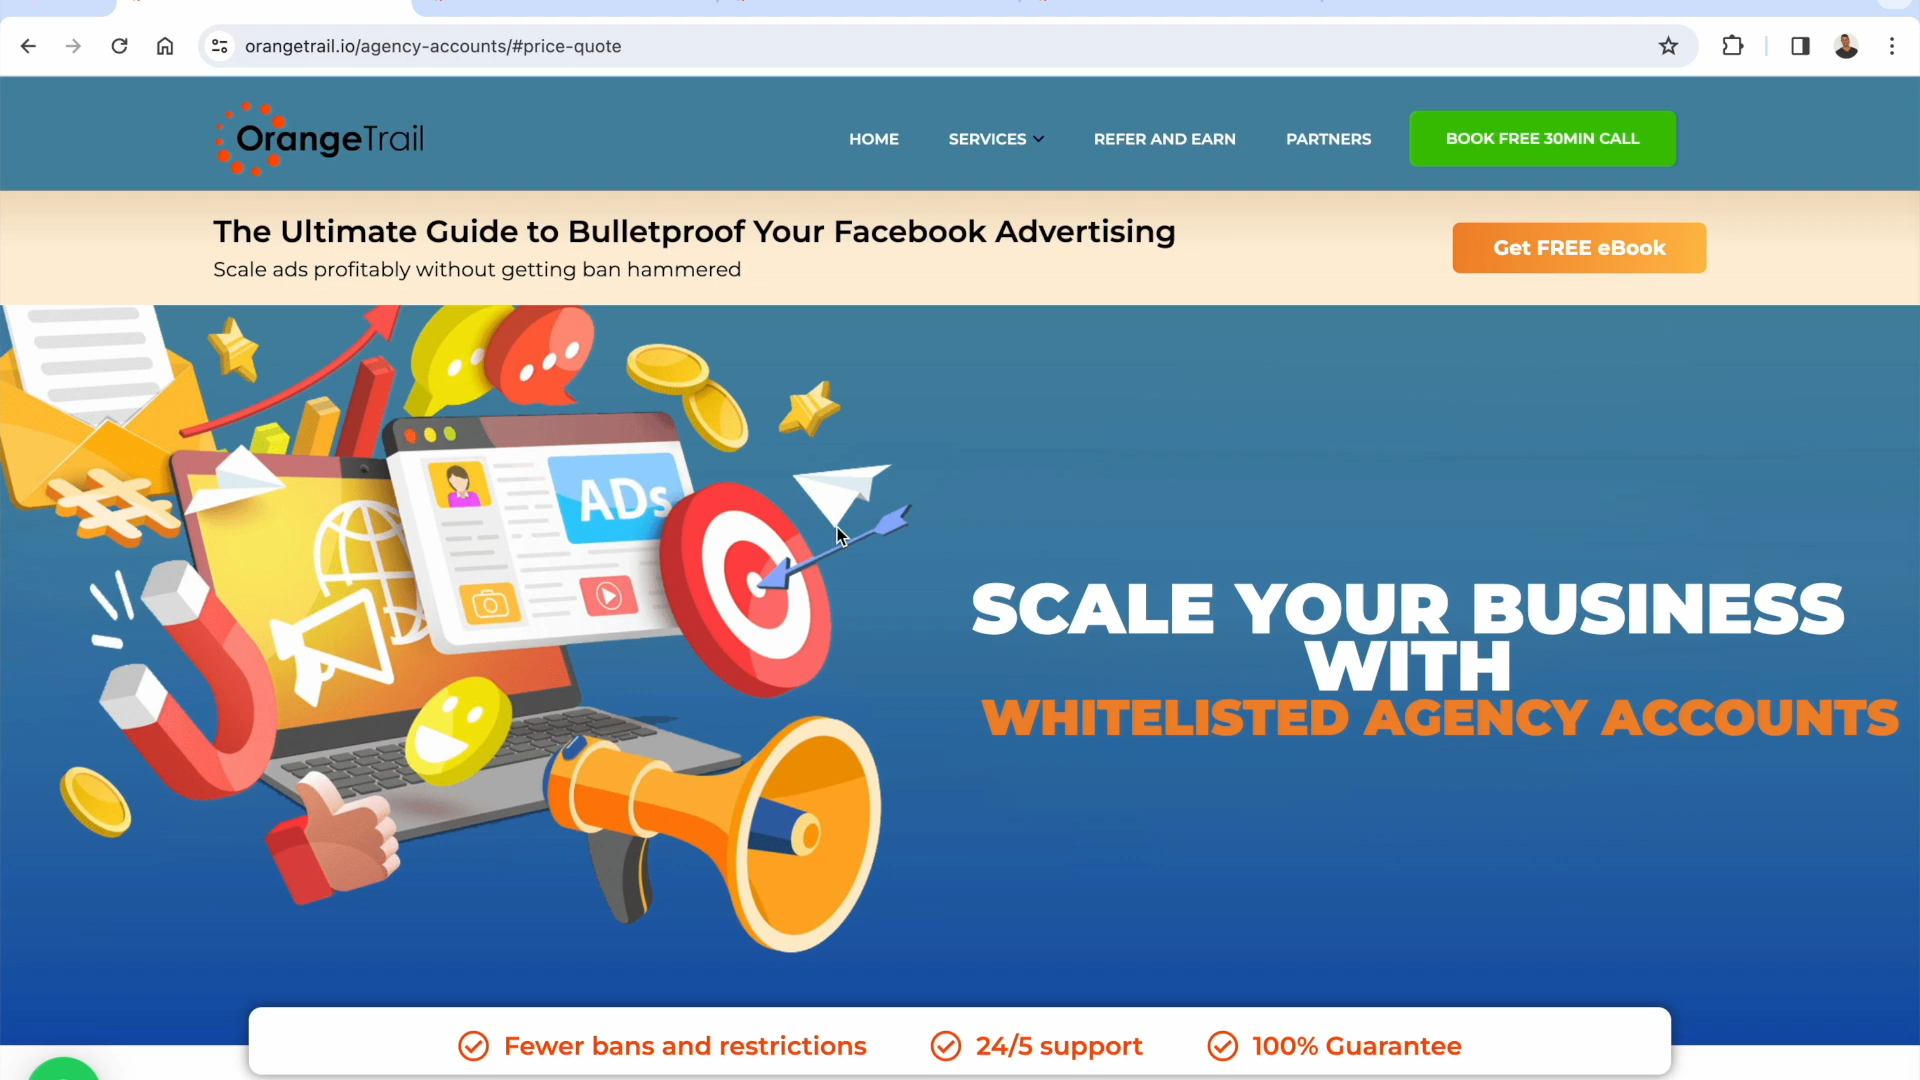 orangetrail.io/agency-accounts/#price-quote
OrangeTrail
HOME
SERVICES
REFER AND EARN
PARTNERS
BOOK FREE 30MIN CALL
The Ultimate Guide to Bulletproof Your Facebook Advertising
Scale ads profitably without getting ban hammered
Get FREE eBook
ADs
SCALE YOUR BUSINESS
WITH
WHITELISTED AGENCY ACCOUNTS
Fewer bans and restrictions
24/5 support
100% Guarantee